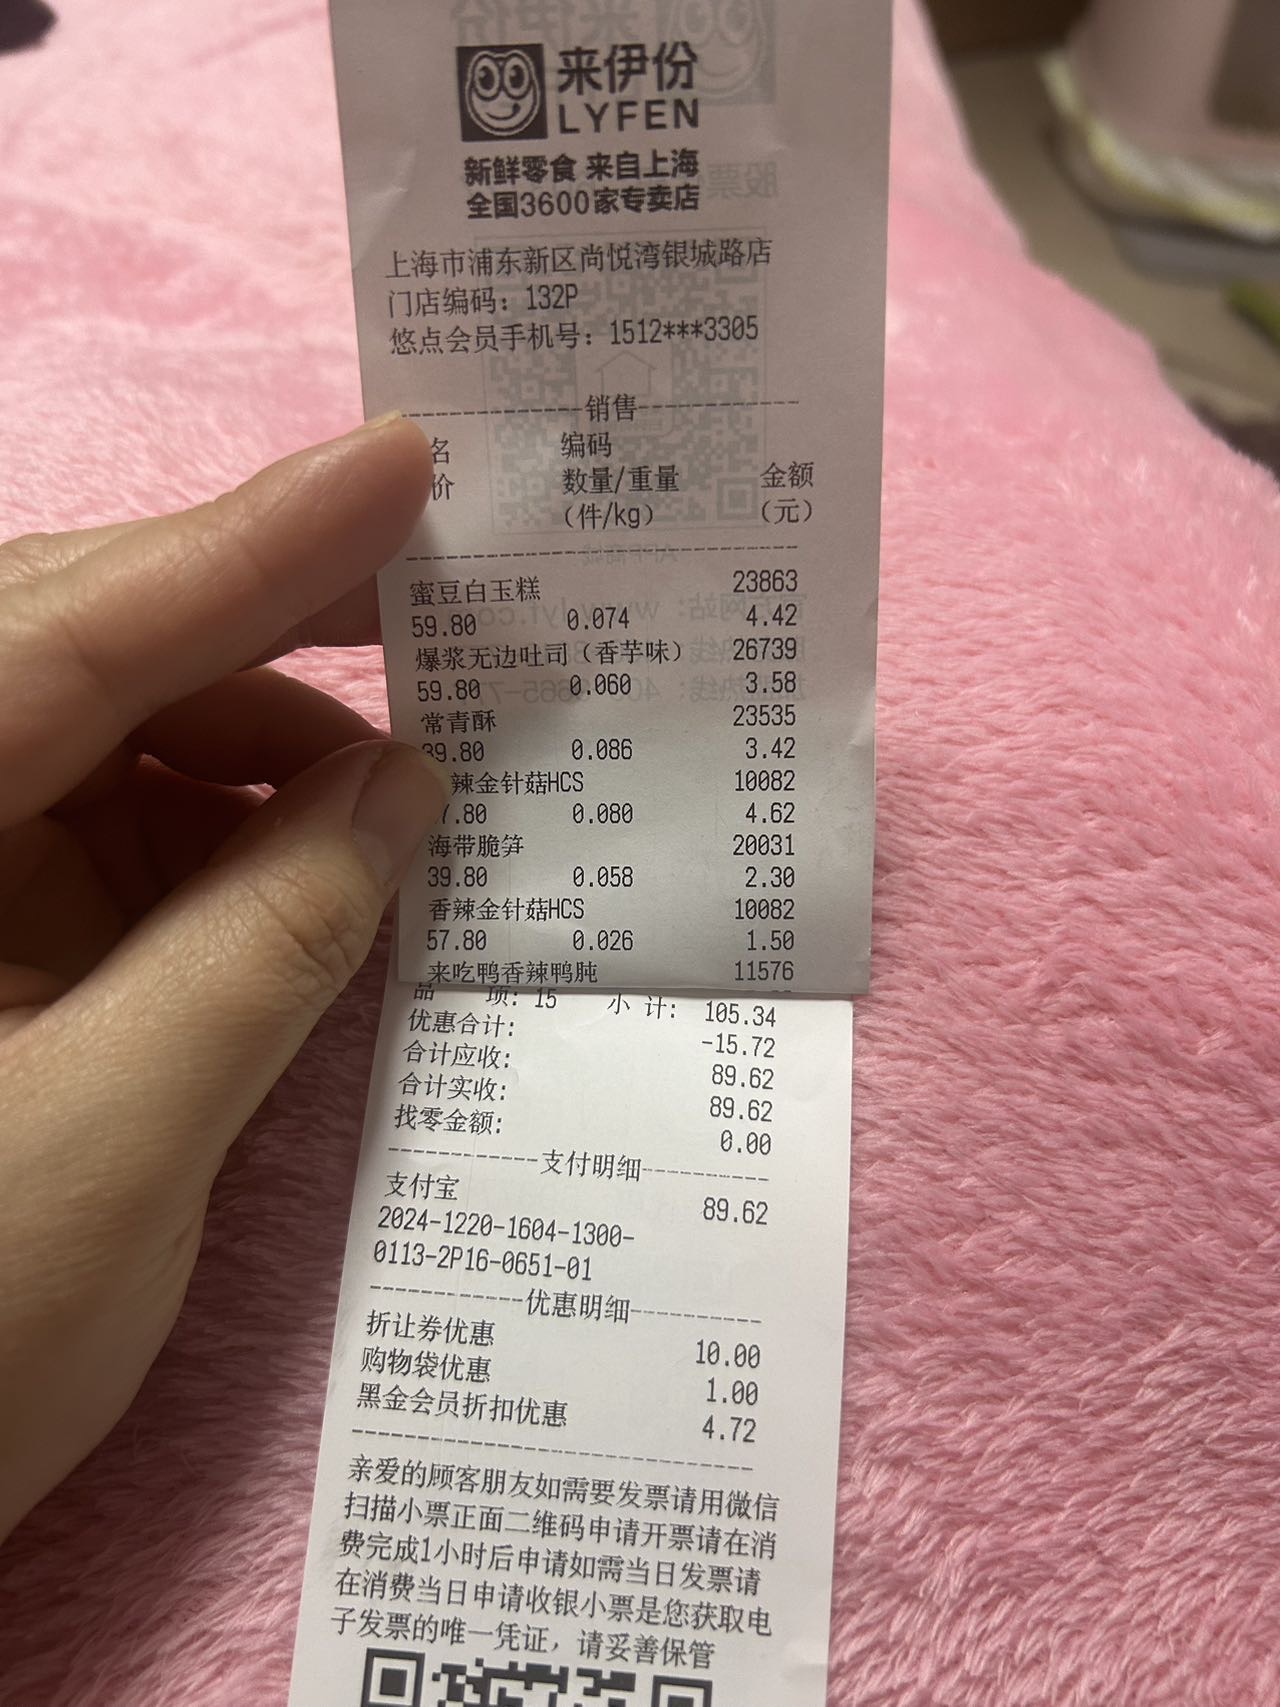 来伊份
LYFEN
新鲜零食 来自上海
全国3600家专卖店
上海市浦东新区尚悦湾银城路店
门店编码：132P
悠点会员手机号：1512***3305
销售
名 编码
价 数量/重量 金额
（件/kg） （元）
蜜豆白玉糕 23863
59.80 0.074 4.42
爆浆无边吐司（香芋味） 26739
59.80 0.060 3.58
常青酥 23535
39.80 0.086 3.42
辣金针菇HCS 10082
7.80 0.080 4.62
海带脆笋 20031
39.80 0.058 2.30
香辣金针菇HCS 10082
57.80 0.026 1.50
来吃鸭香辣鸭肫 11576
品 项: 15 小 计: 105.34
优惠合计: -15.72
合计应收: 89.62
合计实收: 89.62
找零金额: 0.00
支付明细
支付宝 89.62
2024-1220-1604-1300-
0113-2P16-0651-01
优惠明细
折让券优惠 10.00
购物袋优惠 1.00
黑金会员折扣优惠 4.72
亲爱的顾客朋友如需要发票请用微信
扫描小票正面二维码申请开票请在消
费完成1小时后申请如需当日发票请
在消费当日申请收银小票是您获取电
子发票的唯一凭证，请妥善保管